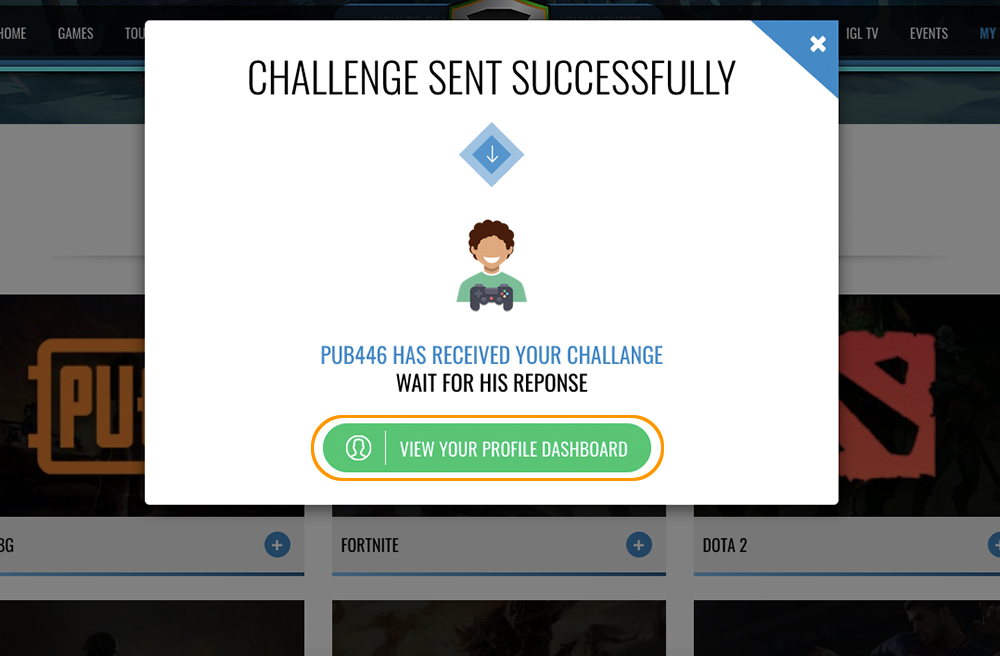 HOME GAMES TOU IGL TV EVENTS MY
CHALLENGE SENT SUCCESSFULLY
PUB446 HAS RECEIVED YOUR CHALLANGE
WAIT FOR HIS REPONSE
VIEW YOUR PROFILE DASHBOARD
PU
BG FORTNITE DOTA 2